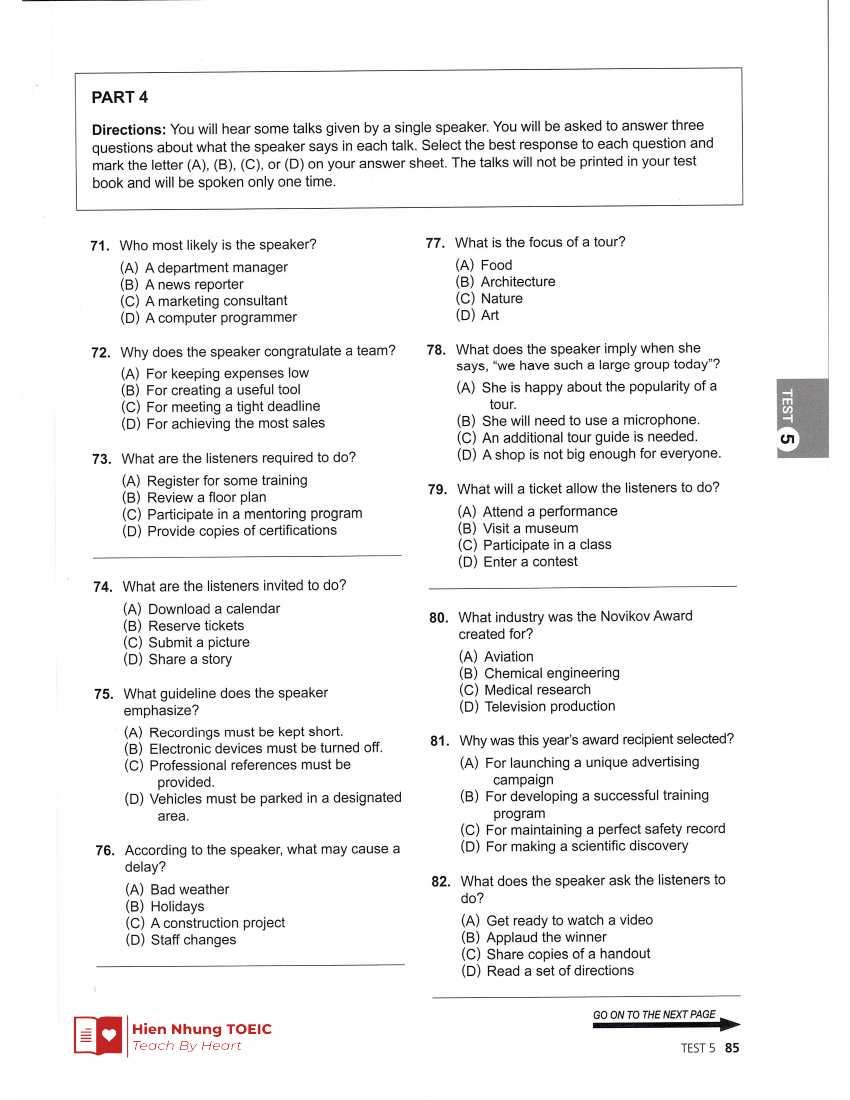 PART 4
Directions: You will hear some talks given by a single speaker. You will be asked to answer three
questions about what the speaker says in each talk. Select the best response to each question and
mark the letter (A), (B), (C), or (D) on your answer sheet. The talks will not be printed in your test
book and will be spoken only one time.
71. Who most likely is the speaker?
(A) A department manager
(B) A news reporter
(C) A marketing consultant
(D) A computer programmer
72. Why does the speaker congratulate a team?
(A) For keeping expenses low
(B) For creating a useful tool
(C) For meeting a tight deadline
(D) For achieving the most sales
73. What are the listeners required to do?
(A) Register for some training
(B) Review a floor plan
(C) Participate in a mentoring program
(D) Provide copies of certifications
74. What are the listeners invited to do?
(A) Download a calendar
(B) Reserve tickets
(C) Submit a picture
(D) Share a story
75. What guideline does the speaker
emphasize?
(A) Recordings must be kept short.
(B) Electronic devices must be turned off.
(C) Professional references must be
provided.
(D) Vehicles must be parked in a designated
area.
76. According to the speaker, what may cause a
delay?
(A) Bad weather
(B) Holidays
(C) A construction project
(D) Staff changes
77. What is the focus of a tour?
(A) Food
(B) Architecture
(C) Nature
(D) Art
78. What does the speaker imply when she
says, "we have such a large group today"?
(A) She is happy about the popularity of a
tour.
(B) She will need to use a microphone.
(C) An additional tour guide is needed.
(D) A shop is not big enough for everyone.
79. What will a ticket allow the listeners to do?
(A) Attend a performance
(B) Visit a museum
(C) Participate in a class
(D) Enter a contest
80. What industry was the Novikov Award
created for?
(A) Aviation
(B) Chemical engineering
(C) Medical research
(D) Television production
81. Why was this year's award recipient selected?
(A) For launching a unique advertising
campaign
(B) For developing a successful training
program
(C) For maintaining a perfect safety record
(D) For making a scientific discovery
82. What does the speaker ask the listeners to
do?
(A) Get ready to watch a video
(B) Applaud the winner
(C) Share copies of a handout
(D) Read a set of directions
TEST 5
GO ON TO THE NEXT PAGE
Hien Nhung TOEIC
Teach By Heart
TEST 5 85